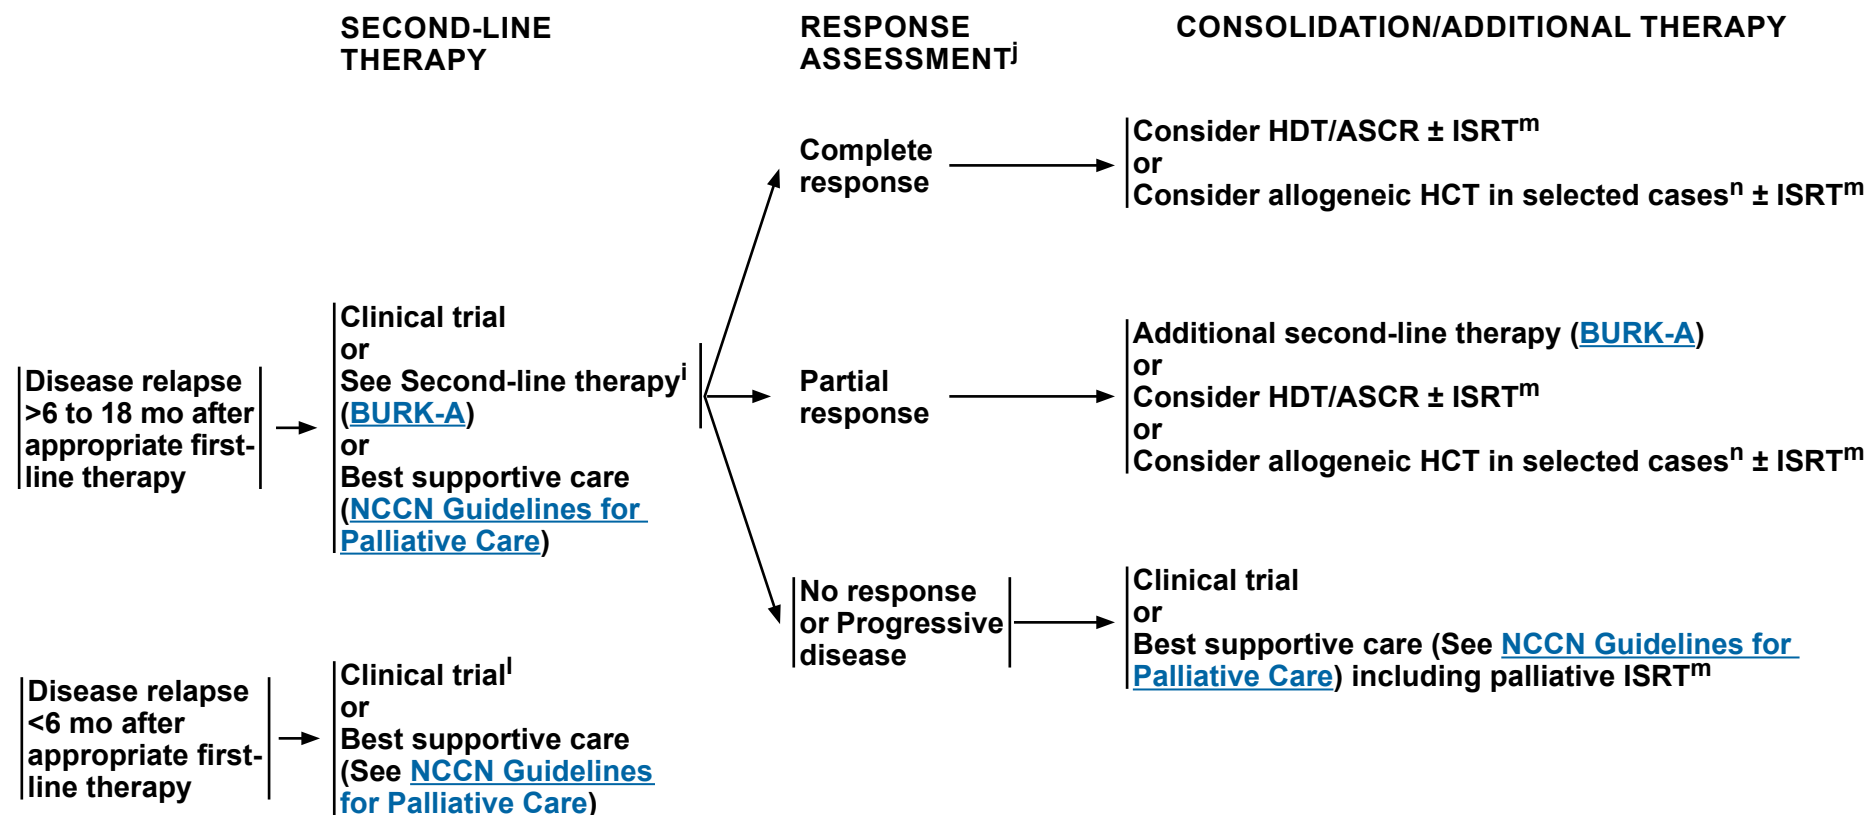 SECOND-LINE
THERAPY
RESPONSE
ASSESSMENTj
CONSOLIDATION/ADDITIONAL THERAPY
Disease relapse
>6 to 18 mo after
appropriate first-
line therapy
Clinical trial
or
See Second-line therapyi
(BURK-A)
or
Best supportive care
(NCCN Guidelines for
Palliative Care)
Complete
response
Consider HDT/ASCR ± ISRTm
or
Consider allogeneic HCT in selected casesn ± ISRTm
Partial
response
Additional second-line therapy (BURK-A)
or
Consider HDT/ASCR ± ISRTm
or
Consider allogeneic HCT in selected casesn ± ISRTm
No response
or Progressive
disease
Clinical trial
or
Best supportive care (See NCCN Guidelines for
Palliative Care) including palliative ISRTm
Disease relapse
<6 mo after
appropriate first-
line therapy
Clinical triall
or
Best supportive care
(See NCCN Guidelines
for Palliative Care)